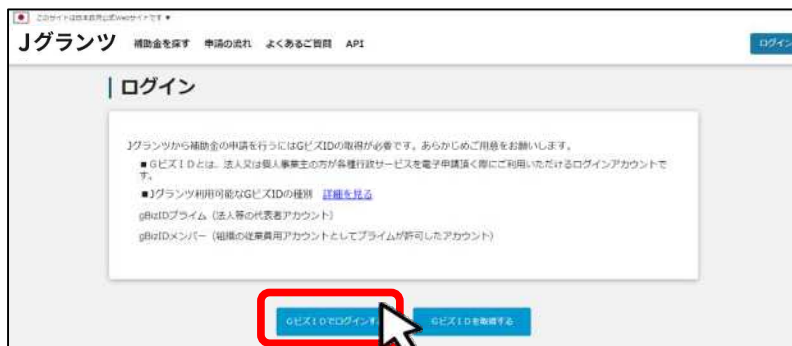 このサイトは日本政府公式Webサイトです
Jグランツ 補助金を探す 申請の流れ よくあるご質問 API ログイン
ログイン
Jグランツから補助金の申請を行うにはGビズIDの取得が必要です。あらかじめご用意をお願いします。
■GビズIDとは、法人又は個人事業主の方が各種行政サービスを電子申請頂く際にご利用いただけるログインアカウントで
す。
■Jグランツ利用可能なGビズIDの種別 詳細を見る
gBizIDプライム（法人等の代表者アカウント）
gBizIDメンバー（組織の従業員用アカウントとしてプライムが許可したアカウント）
GビズIDでログインす GビズIDを取得する